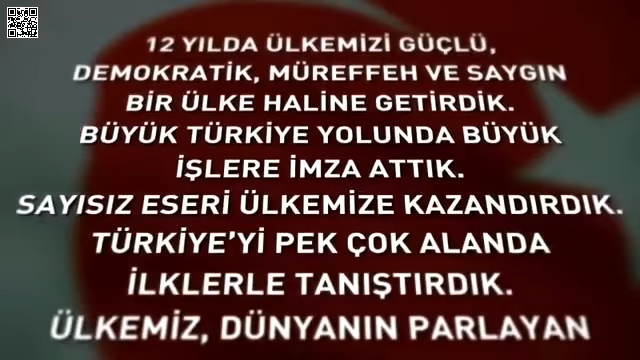 12 YILDA ÜLKEMİZİ GÜÇLÜ,
DEMOKRATİK, MÜREFFEH VE SAYGIN
BİR ÜLKE HALİNE GETİRDİK.
BÜYÜK TÜRKİYE YOLUNDA BÜYÜK
İŞLERE İMZA ATTIK.
SAYISIZ ESERİ ÜLKEMİZE KAZANDIRDIK.
TÜRKİYE'Yİ PEK ÇOK ALANDA
İLKLERLE TANIŞTIRDIK.
ÜLKEMİZ, DÜNYANIN PARLAYAN